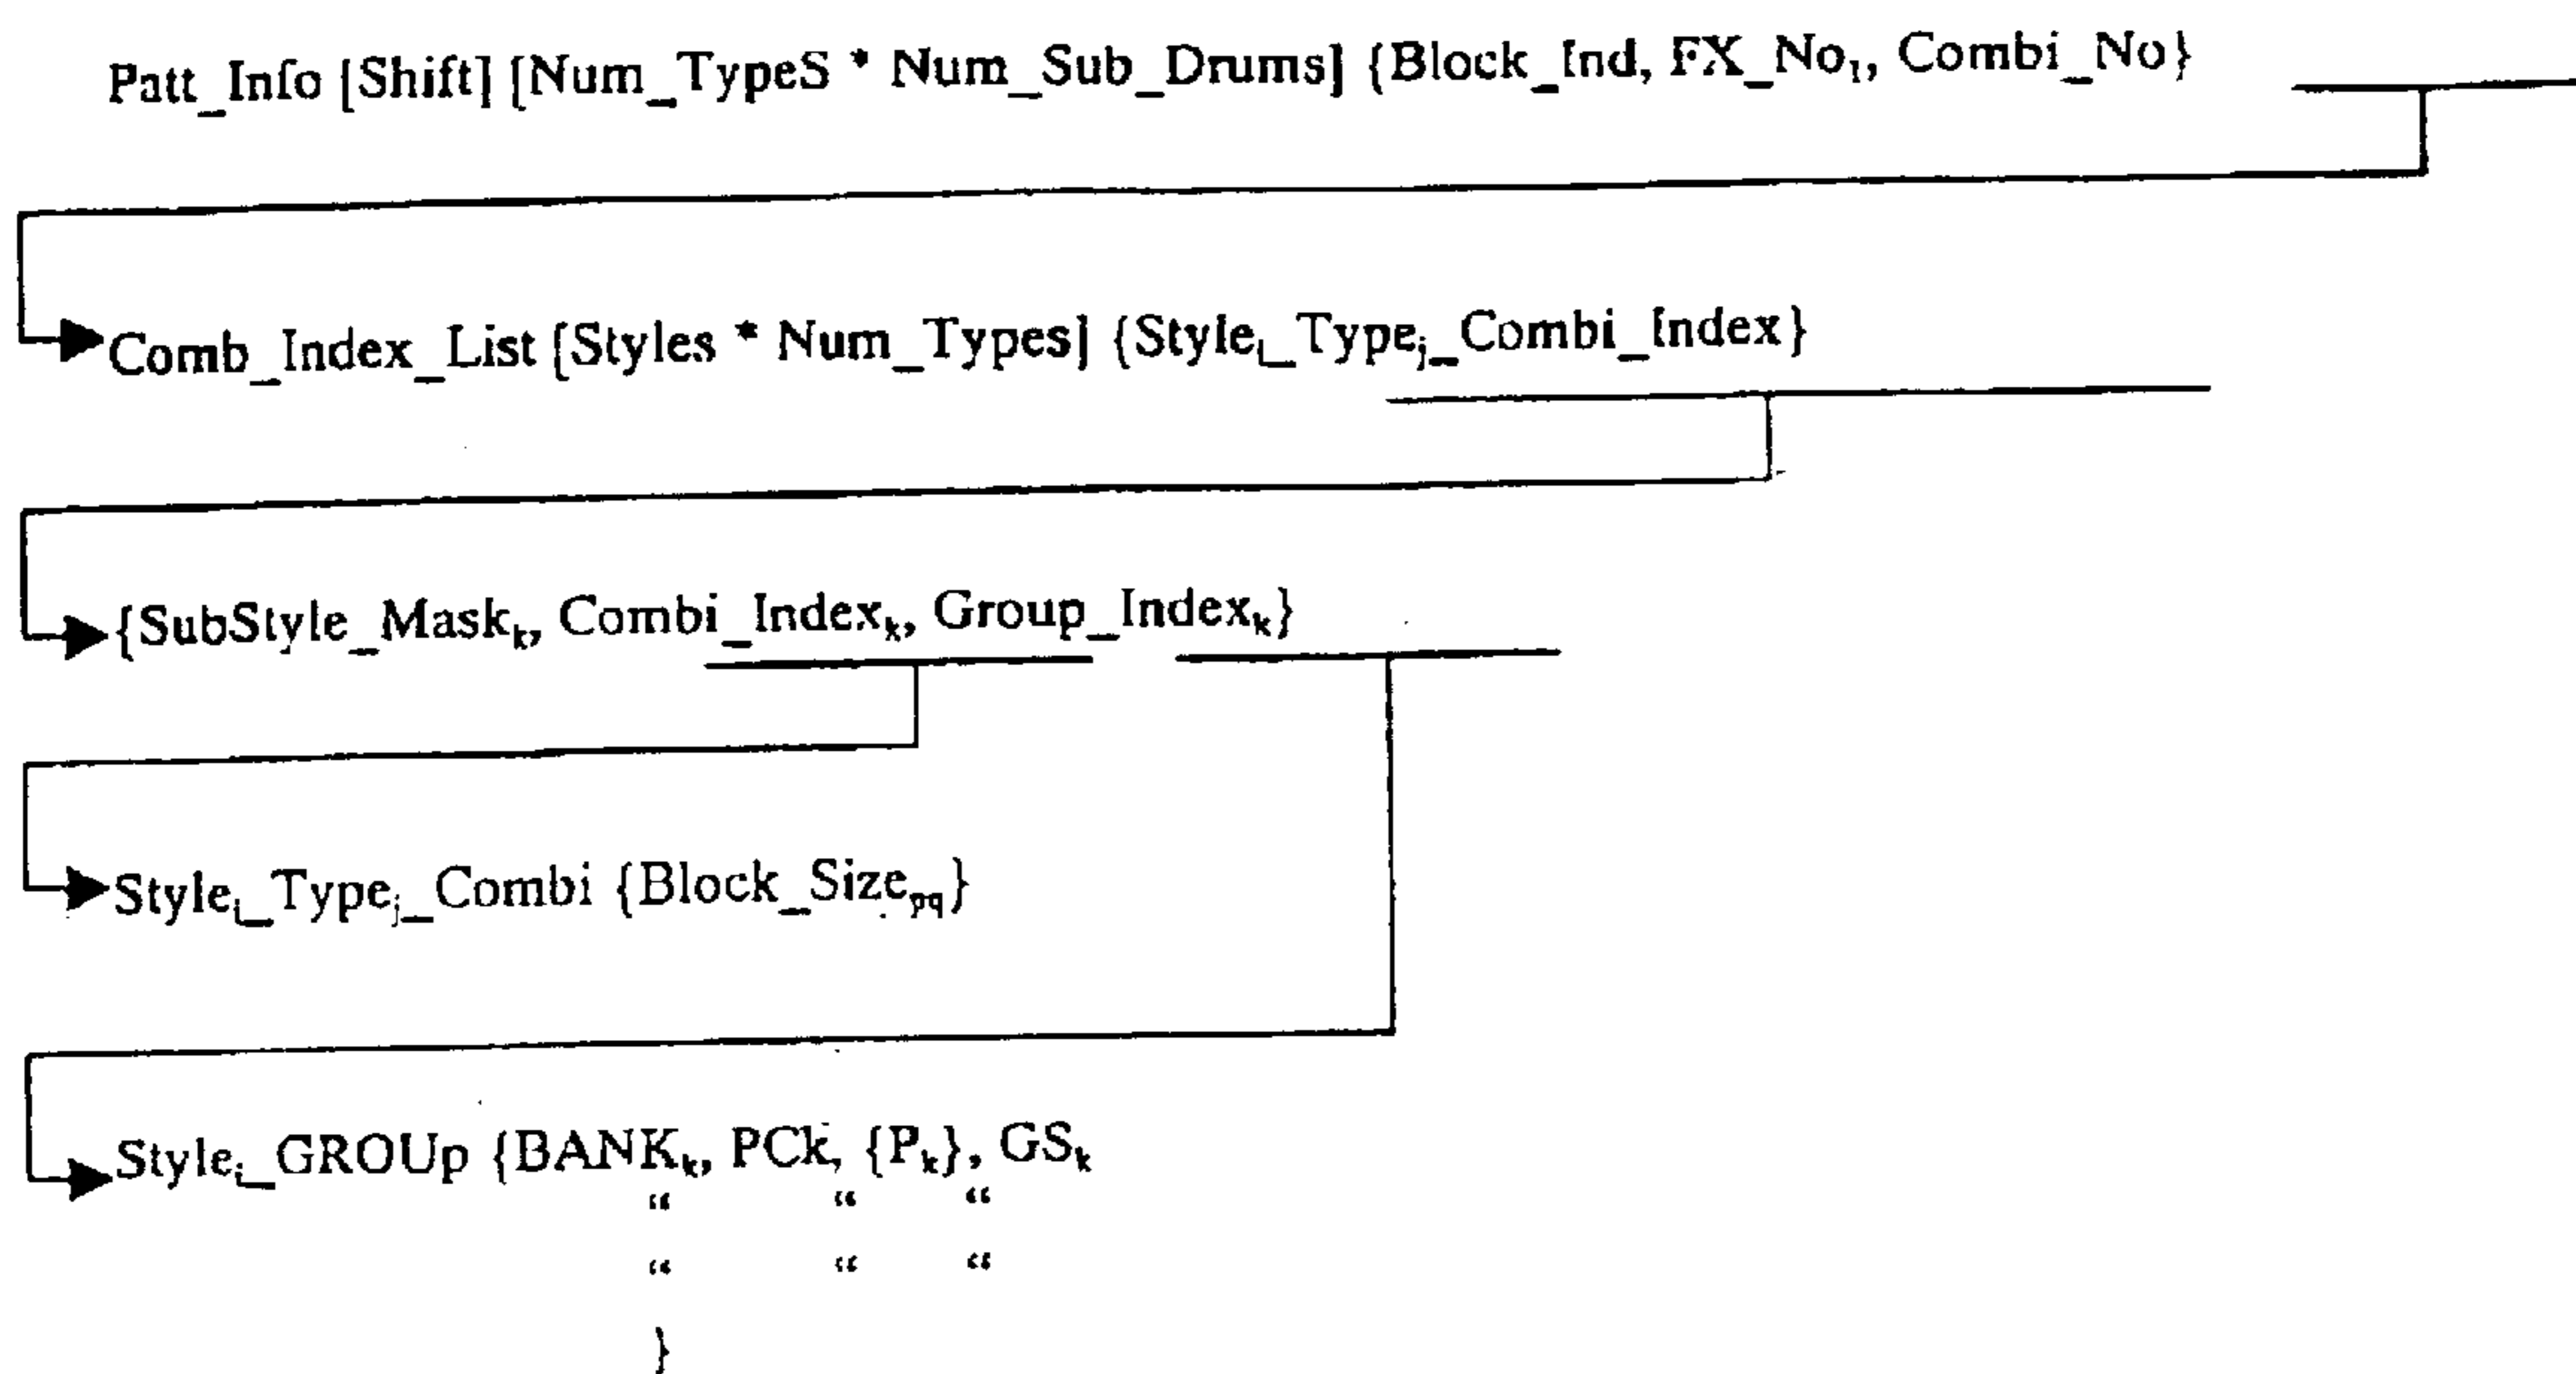 Patt_Info [Shift] [Num_TypeS * Num_Sub_Drums] {Block_Ind, FX_No₁, Combi_No}
Comb_Index_List [Styles * Num_Types] {Styleᵢ_Typeⱼ_Combi_Index}
{SubStyle_Maskₖ, Combi_Indexₖ, Group_Indexₖ}
Styleᵢ_Typeⱼ_Combi {Block_Size_pq}
Styleᵢ_GROUp {BANKₖ, PCk, {Pₖ}, GSₖ
“ “ “
“ “ “
}